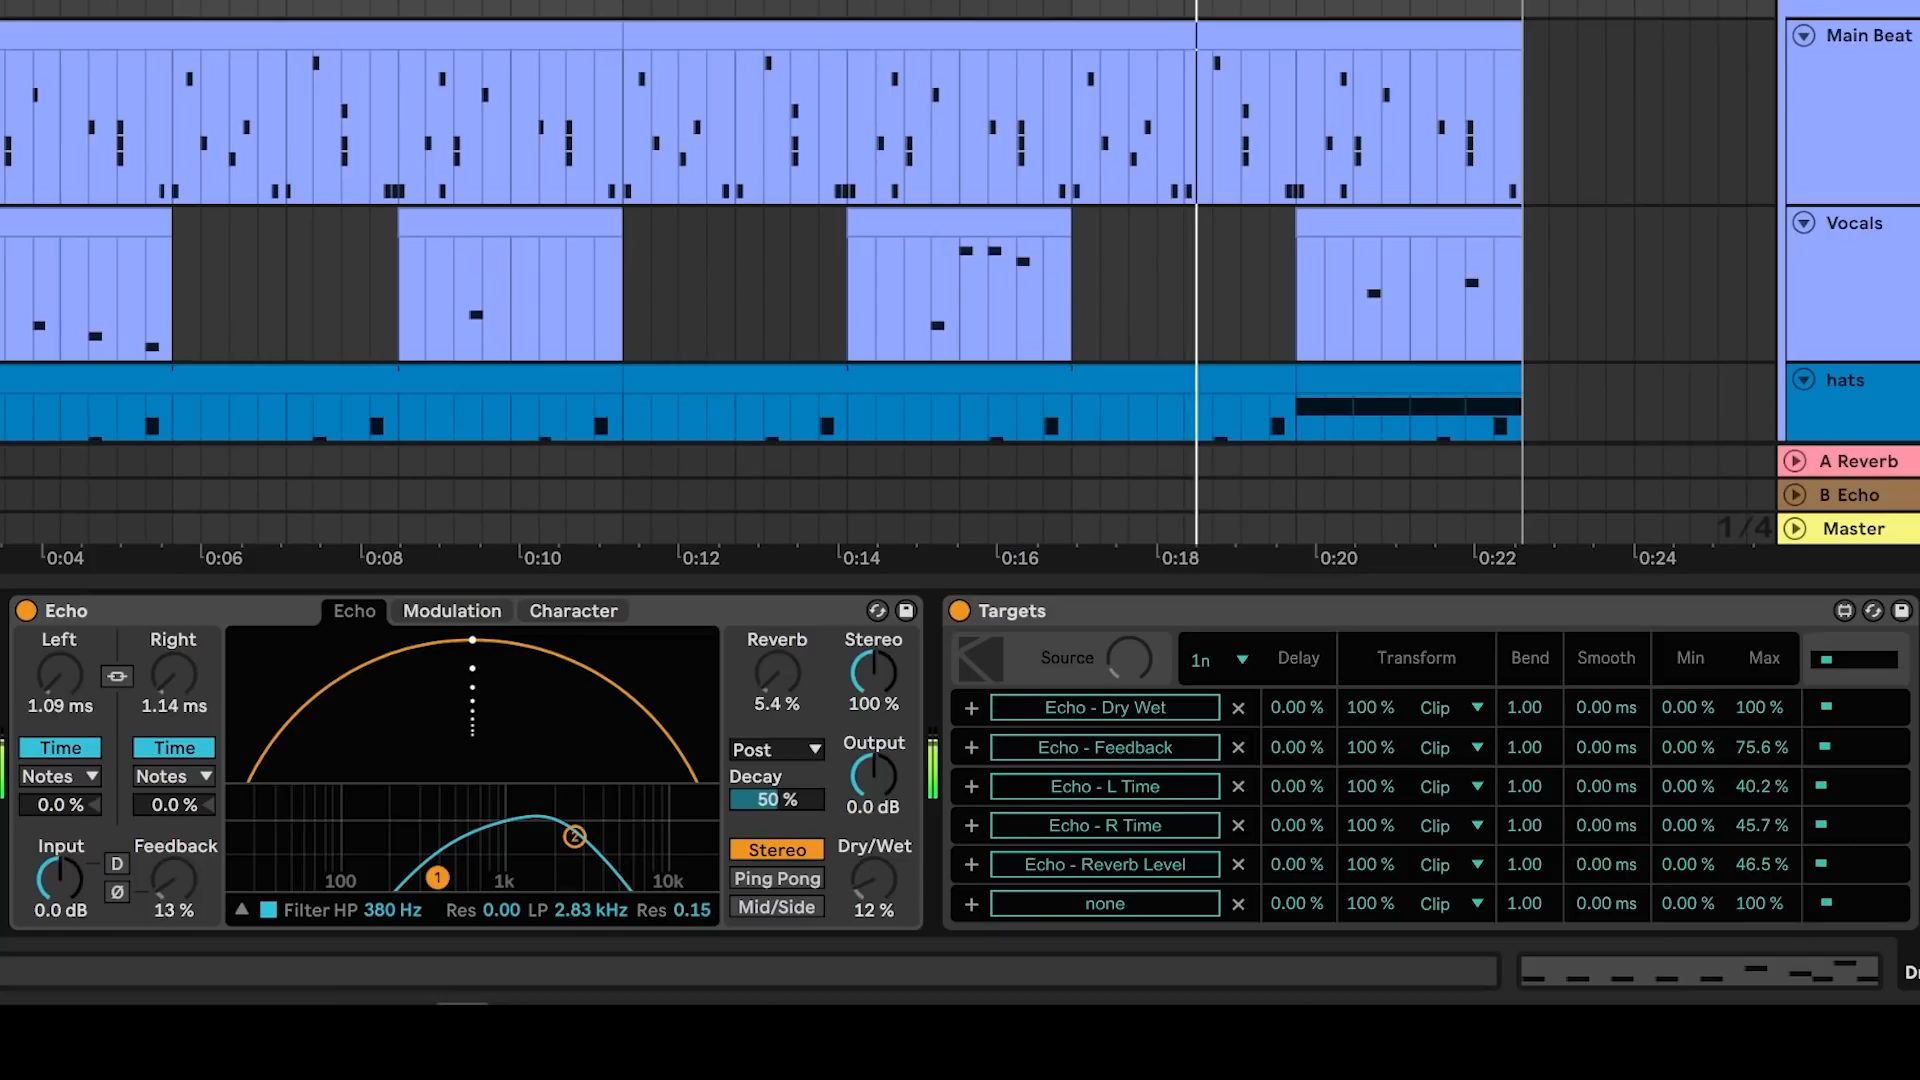 Main Beat
Vocals
hats
A Reverb
B Echo
1/4
Master
0:04 0:06 0:08 0:10 0:12 0:14 0:16 0:18 0:20 0:22 0:24
Echo
Echo Modulation Character
Left Right
1.09 ms 1.14 ms
Time Time
Notes Notes
0.0 % 0.0 %
Input D Feedback
Ø
0.0 dB 13 %
1 2
100 1k 10k
Filter HP 380 Hz Res 0.00 LP 2.83 kHz Res 0.15
Reverb Stereo
5.4 % 100 %
Post Output
Decay
50 % 0.0 dB
Stereo Dry/Wet
Ping Pong
Mid/Side 12 %
Targets
Source 1n Delay Transform Bend Smooth Min Max
+ Echo - Dry Wet × 0.00 % 100 % Clip 1.00 0.00 ms 0.00 % 100 %
+ Echo - Feedback × 0.00 % 100 % Clip 1.00 0.00 ms 0.00 % 75.6 %
+ Echo - L Time × 0.00 % 100 % Clip 1.00 0.00 ms 0.00 % 40.2 %
+ Echo - R Time × 0.00 % 100 % Clip 1.00 0.00 ms 0.00 % 45.7 %
+ Echo - Reverb Level × 0.00 % 100 % Clip 1.00 0.00 ms 0.00 % 46.5 %
+ none × 0.00 % 100 % Clip 1.00 0.00 ms 0.00 % 100 %